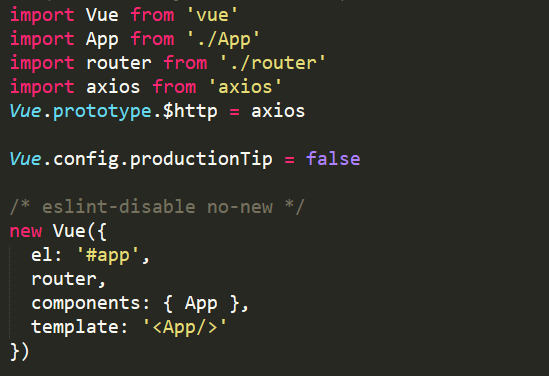 import Vue from 'vue'
import App from './App'
import router from './router'
import axios from 'axios'
Vue.prototype.$http = axios

Vue.config.productionTip = false

/* eslint-disable no-new */
new Vue({
  el: '#app',
  router,
  components: { App },
  template: '<App/>'
})